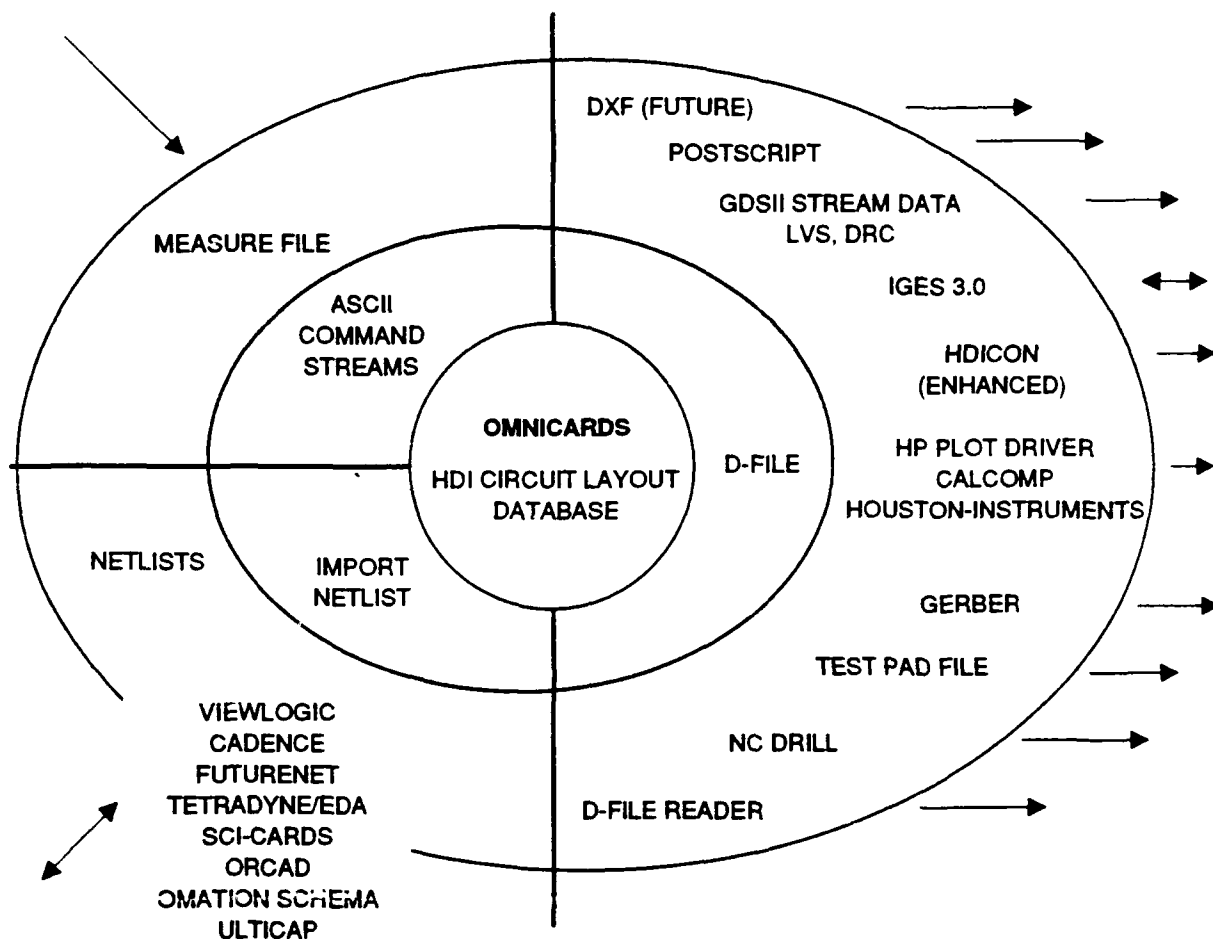 DXF (FUTURE)
POSTSCRIPT
GDSII STREAM DATA
LVS, DRC
MEASURE FILE
IGES 3.0
ASCII
COMMAND
STREAMS
HDICON
(ENHANCED)
OMNICARDS
HDI CIRCUIT LAYOUT
DATABASE
D-FILE
HP PLOT DRIVER
CALCOMP
HOUSTON-INSTRUMENTS
NETLISTS
IMPORT
NETLIST
GERBER
TEST PAD FILE
VIEWLOGIC
CADENCE
FUTURENET
TETRADYNE/EDA
SCI-CARDS
ORCAD
OMATION SCHEMA
ULTICAP
NC DRILL
D-FILE READER